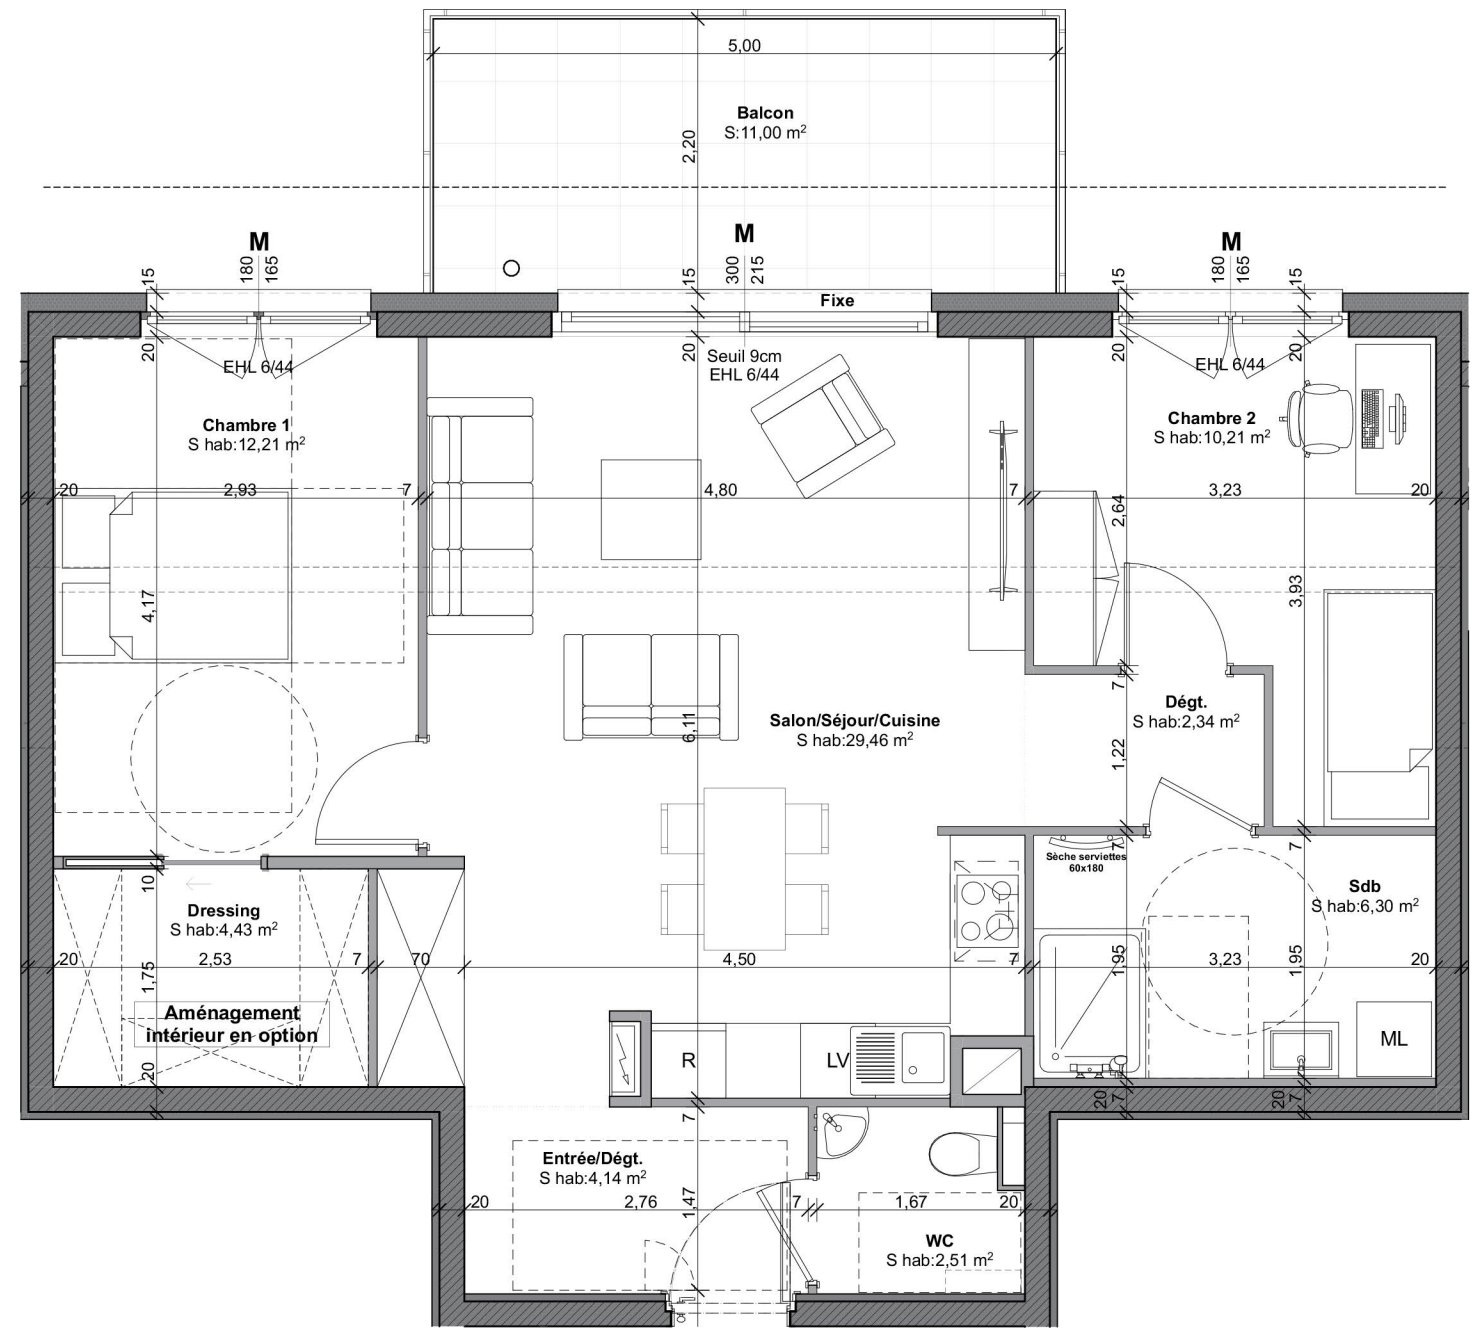 5,00
Balcon
S:11,00 m²
2,20
M
M
M
15
180
165
15
300
215
15
180
165
15
Fixe
20
EHL 6/44
20
Seuil 9cm
EHL 6/44
20
EHL 6/44
20
Chambre 1
S hab:12,21 m²
Chambre 2
S hab:10,21 m²
20
2,93
7
4,80
7
3,23
20
2,64
4,17
3,93
7
Dégt.
S hab:2,34 m²
Salon/Séjour/Cuisine
S hab:29,46 m²
6,11
1,22
7
7
Sèche serviettes
60x180
10
Sdb
S hab:6,30 m²
Dressing
S hab:4,43 m²
20
2,53
7
70
4,50
7
1,95
3,23
1,95
20
1,75
Aménagement
intérieur en option
R
LV
ML
20
20
7
20
7
7
Entrée/Dégt.
S hab:4,14 m²
20
2,76
1,47
7
1,67
20
WC
S hab:2,51 m²